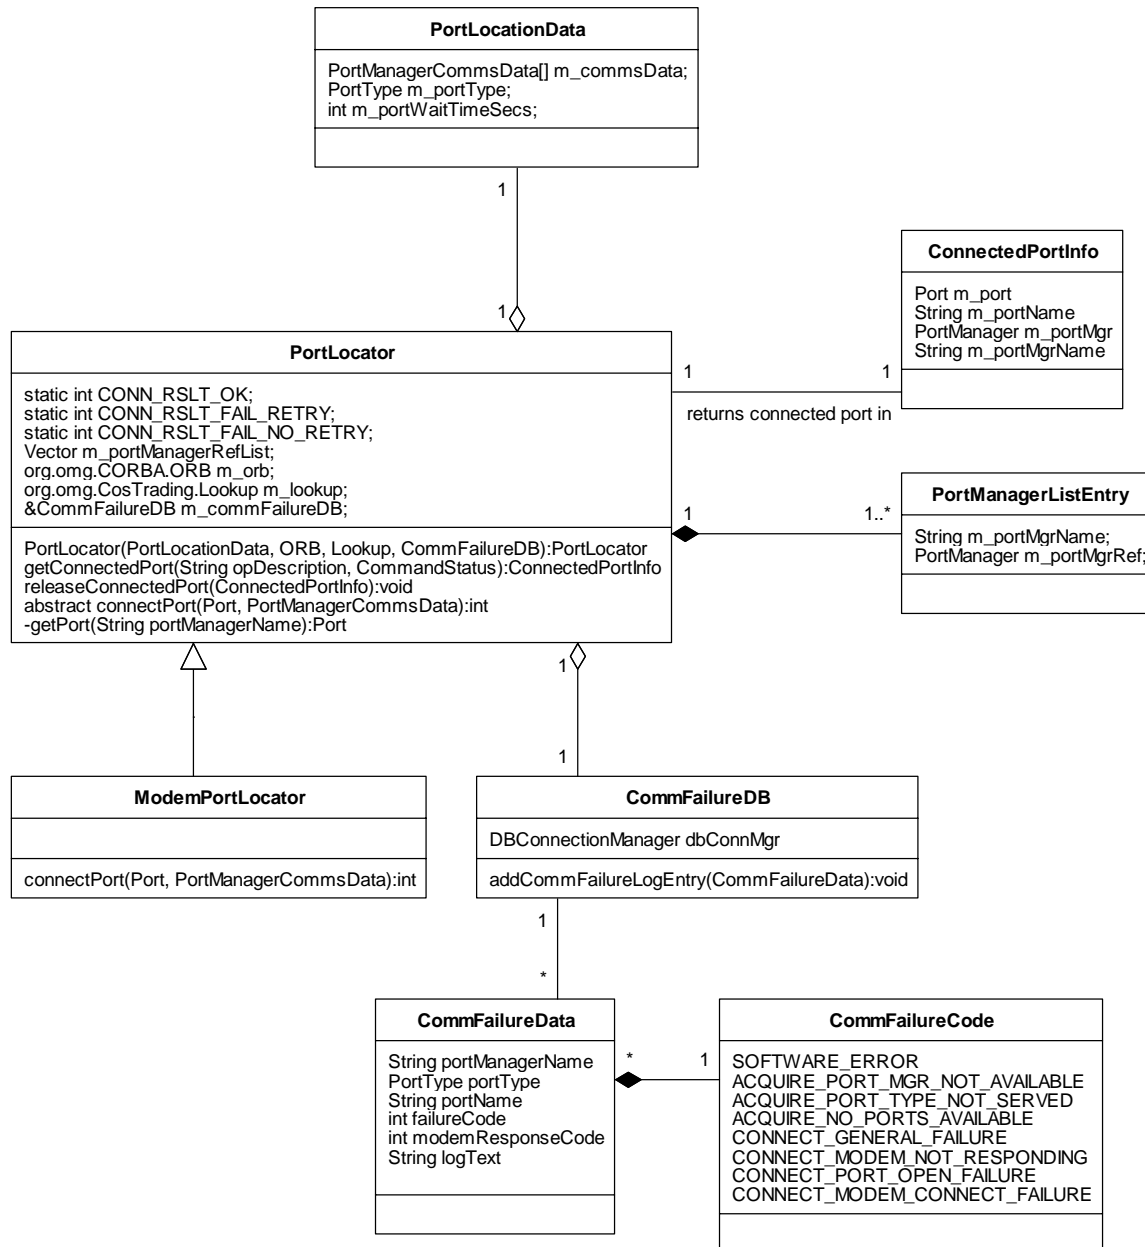 PortLocationData
PortManagerCommsData[] m_commsData;
PortType m_portType;
int m_portWaitTimeSecs;
1
1
ConnectedPortInfo
Port m_port
String m_portName
PortManager m_portMgr
String m_portMgrName
PortLocator
static int CONN_RSLT_OK;
static int CONN_RSLT_FAIL_RETRY;
static int CONN_RSLT_FAIL_NO_RETRY;
Vector m_portManagerRefList;
org.omg.CORBA.ORB m_orb;
org.omg.CosTrading.Lookup m_lookup;
&CommFailureDB m_commFailureDB;
PortLocator(PortLocationData, ORB, Lookup, CommFailureDB):PortLocator
getConnectedPort(String opDescription, CommandStatus):ConnectedPortInfo
releaseConnectedPort(ConnectedPortInfo):void
abstract connectPort(Port, PortManagerCommsData):int
-getPort(String portManagerName):Port
1
1
returns connected port in
1
1..*
PortManagerListEntry
String m_portMgrName;
PortManager m_portMgrRef;
1
1
ModemPortLocator
connectPort(Port, PortManagerCommsData):int
CommFailureDB
DBConnectionManager dbConnMgr
addCommFailureLogEntry(CommFailureData):void
1
*
CommFailureData
String portManagerName
PortType portType
String portName
int failureCode
int modemResponseCode
String logText
*
1
CommFailureCode
SOFTWARE_ERROR
ACQUIRE_PORT_MGR_NOT_AVAILABLE
ACQUIRE_PORT_TYPE_NOT_SERVED
ACQUIRE_NO_PORTS_AVAILABLE
CONNECT_GENERAL_FAILURE
CONNECT_MODEM_NOT_RESPONDING
CONNECT_PORT_OPEN_FAILURE
CONNECT_MODEM_CONNECT_FAILURE